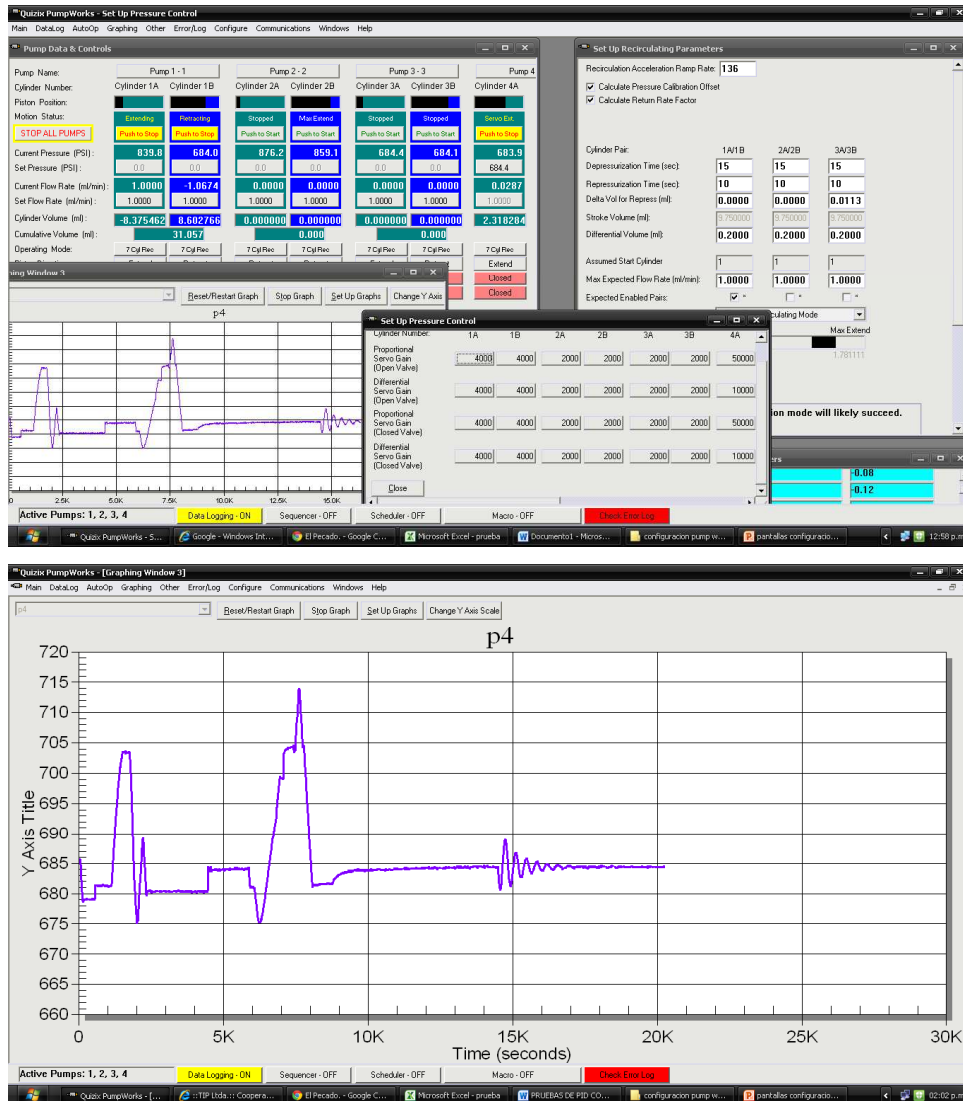 Quizix PumpWorks - Set Up Pressure Control
Main DataLog AutoOp Graphing Other Error/Log Configure Communications Windows Help
Pump Data & Controls
Pump Name: Pump 1 - 1 Pump 2 - 2 Pump 3 - 3 Pump 4
Cylinder Number: Cylinder 1A Cylinder 1B Cylinder 2A Cylinder 2B Cylinder 3A Cylinder 3B Cylinder 4A
Piston Position:
Motion Status: Extending Retracting Stopped Max Extend Stopped Stopped Servo Ext.
STOP ALL PUMPS Push to Stop Push to Stop Push to Start Push to Start Push to Start Push to Start Push to Stop
Current Pressure (PSI) : 839.8 684.0 876.2 859.1 684.4 684.1 683.9
Set Pressure (PSI) : 0.0 0.0 0.0 0.0 0.0 0.0 684.4
Current Flow Rate (ml/min) : 1.0000 -1.0674 0.0000 0.0000 0.0000 0.0000 0.0287
Set Flow Rate (ml/min) : 1.0000 1.0000 1.0000 1.0000 1.0000 1.0000 1.0000
Cylinder Volume (ml) : -8.375462 8.602766 0.000000 0.000000 0.000000 0.000000 2.318284
Cumulative Volume (ml) : 31.057 0.000 0.000
Operating Mode: 7 Cyl Rec 7 Cyl Rec 7 Cyl Rec 7 Cyl Rec 7 Cyl Rec 7 Cyl Rec 7 Cyl Rec
Extend
Closed
Closed
Set Up Recirculating Parameters
Recirculation Acceleration Ramp Rate: 136
Calculate Pressure Calibration Offset
Calculate Return Rate Factor
Cylinder Pair: 1A/1B 2A/2B 3A/3B
Depressurization Time (sec): 15 15 15
Repressurization Time (sec): 10 10 10
Delta Vol for Repress (ml): 0.0000 0.0000 0.0113
Stroke Volume (ml): 9.750000 9.750000 9.750000
Differential Volume (ml): 0.2000 0.2000 0.2000
Assumed Start Cylinder 1 1 1
Max Expected Flow Rate (ml/min): 1.0000 1.0000 1.0000
Expected Enabled Pairs: * * *
culating Mode
Max Extend
1.781111
ion mode will likely succeed.
ers
-0.08
-0.12
hing Window 3
Reset/Restart Graph Stop Graph Set Up Graphs Change Y Axis
p4
0 2.5K 5.0K 7.5K 10.0K 12.5K 15.0K
Set Up Pressure Control
Cylinder Number: 1A 1B 2A 2B 3A 3B 4A
Proportional
Servo Gain
(Open Valve)
4000 4000 2000 2000 2000 2000 50000
Differential
Servo Gain
(Open Valve)
4000 4000 2000 2000 2000 2000 10000
Proportional
Servo Gain
(Closed Valve)
4000 4000 2000 2000 2000 2000 50000
Differential
Servo Gain
(Closed Valve)
4000 4000 2000 2000 2000 2000 10000
Close
Active Pumps: 1, 2, 3, 4 Data Logging - ON Sequencer - OFF Scheduler - OFF Macro - OFF Check Error Log
Quizix PumpWorks - S... Google - Windows Int... El Pecado. - Google C... Microsoft Excel - prueba Documento1 - Micros... configuracion pump w... pantallas configuracio... 12:58 p.m
Quizix PumpWorks - [Graphing Window 3]
Main DataLog AutoOp Graphing Other Error/Log Configure Communications Windows Help
p4 Reset/Restart Graph Stop Graph Set Up Graphs Change Y Axis Scale
p4
720
715
710
705
700
695
690
685
680
675
670
665
660
Y Axis Title
0 5K 10K 15K 20K 25K 30K
Time (seconds)
Active Pumps: 1, 2, 3, 4 Data Logging - ON Sequencer - OFF Scheduler - OFF Macro - OFF Check Error Log
Quizix PumpWorks - [... ::TIP Ltda.:: Coopera... El Pecado. - Google C... Microsoft Excel - prueba PRUEBAS DE PID CO... configuracion pump w... pantallas configuracio... 02:02 p.m